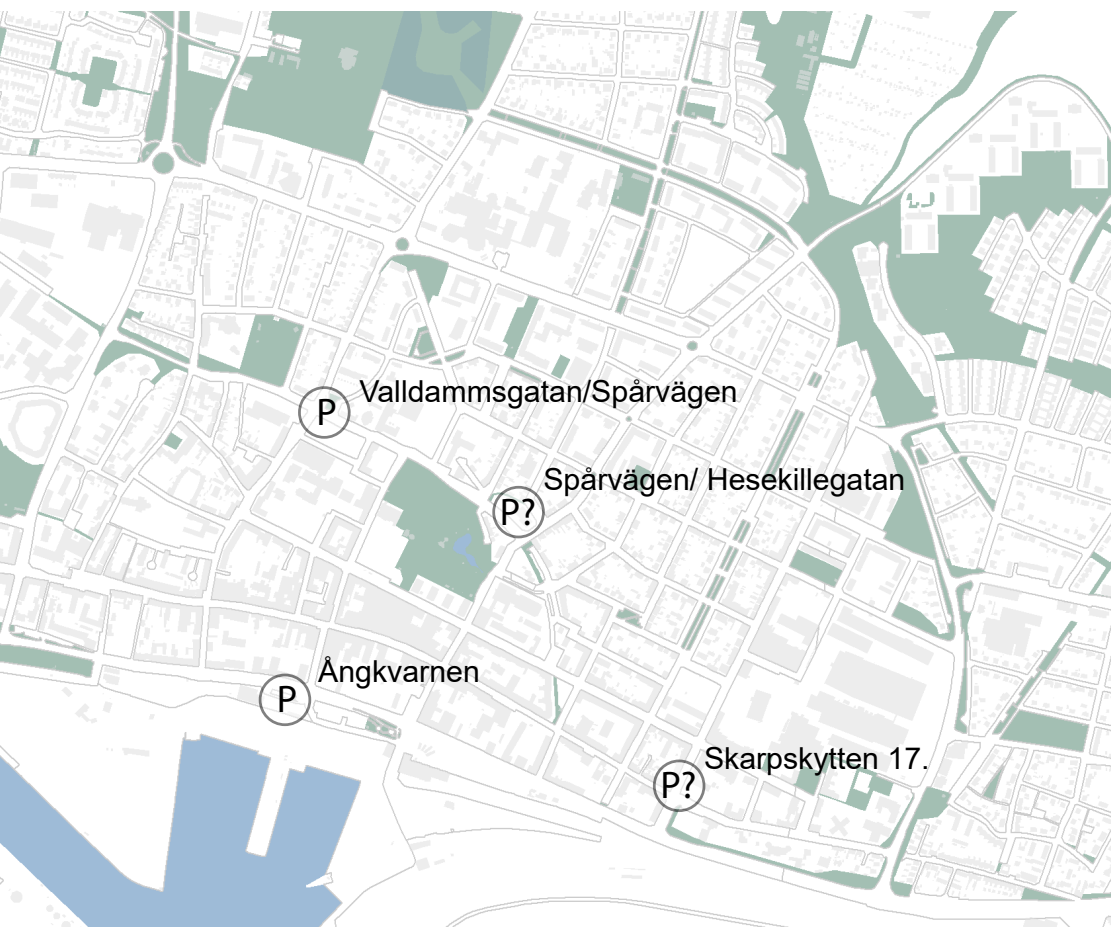 P Valldammsgatan/Spårvägen
P? Spårvägen/ Hesekillegatan
P Ångkvarnen
P? Skarpskytten 17.